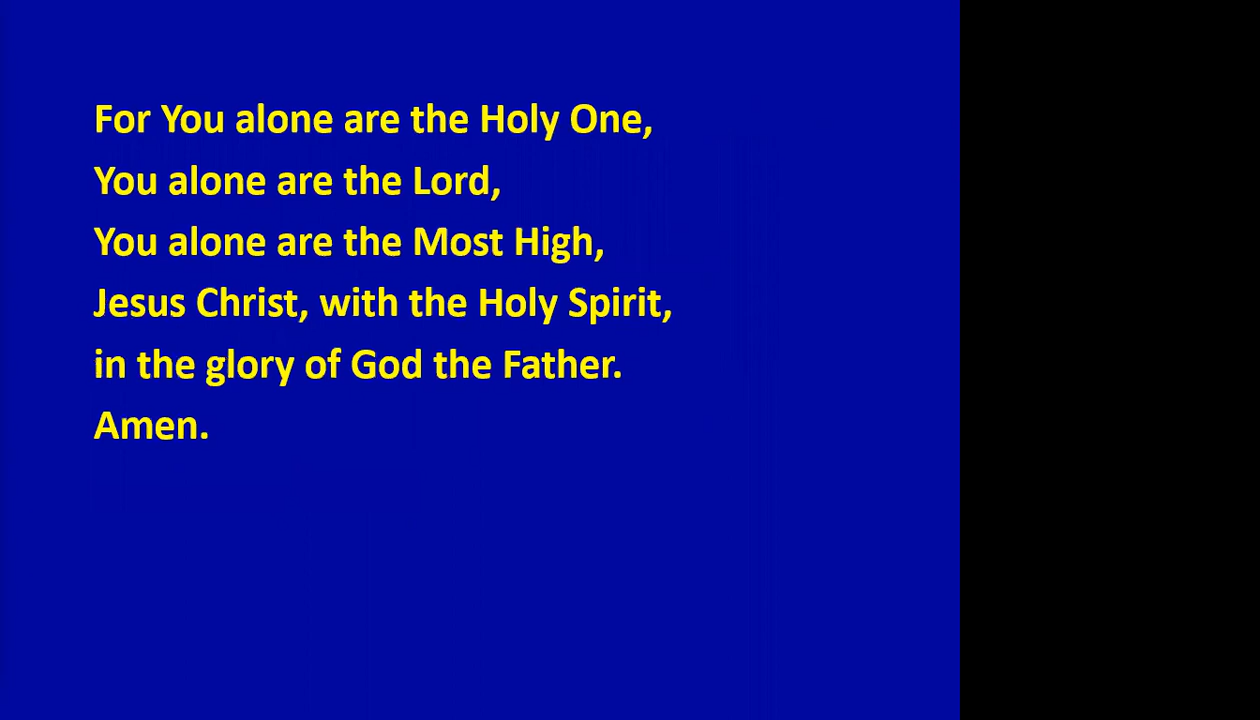 For You alone are the Holy One,
You alone are the Lord,
You alone are the Most High,
Jesus Christ, with the Holy Spirit,
in the glory of God the Father.
Amen.